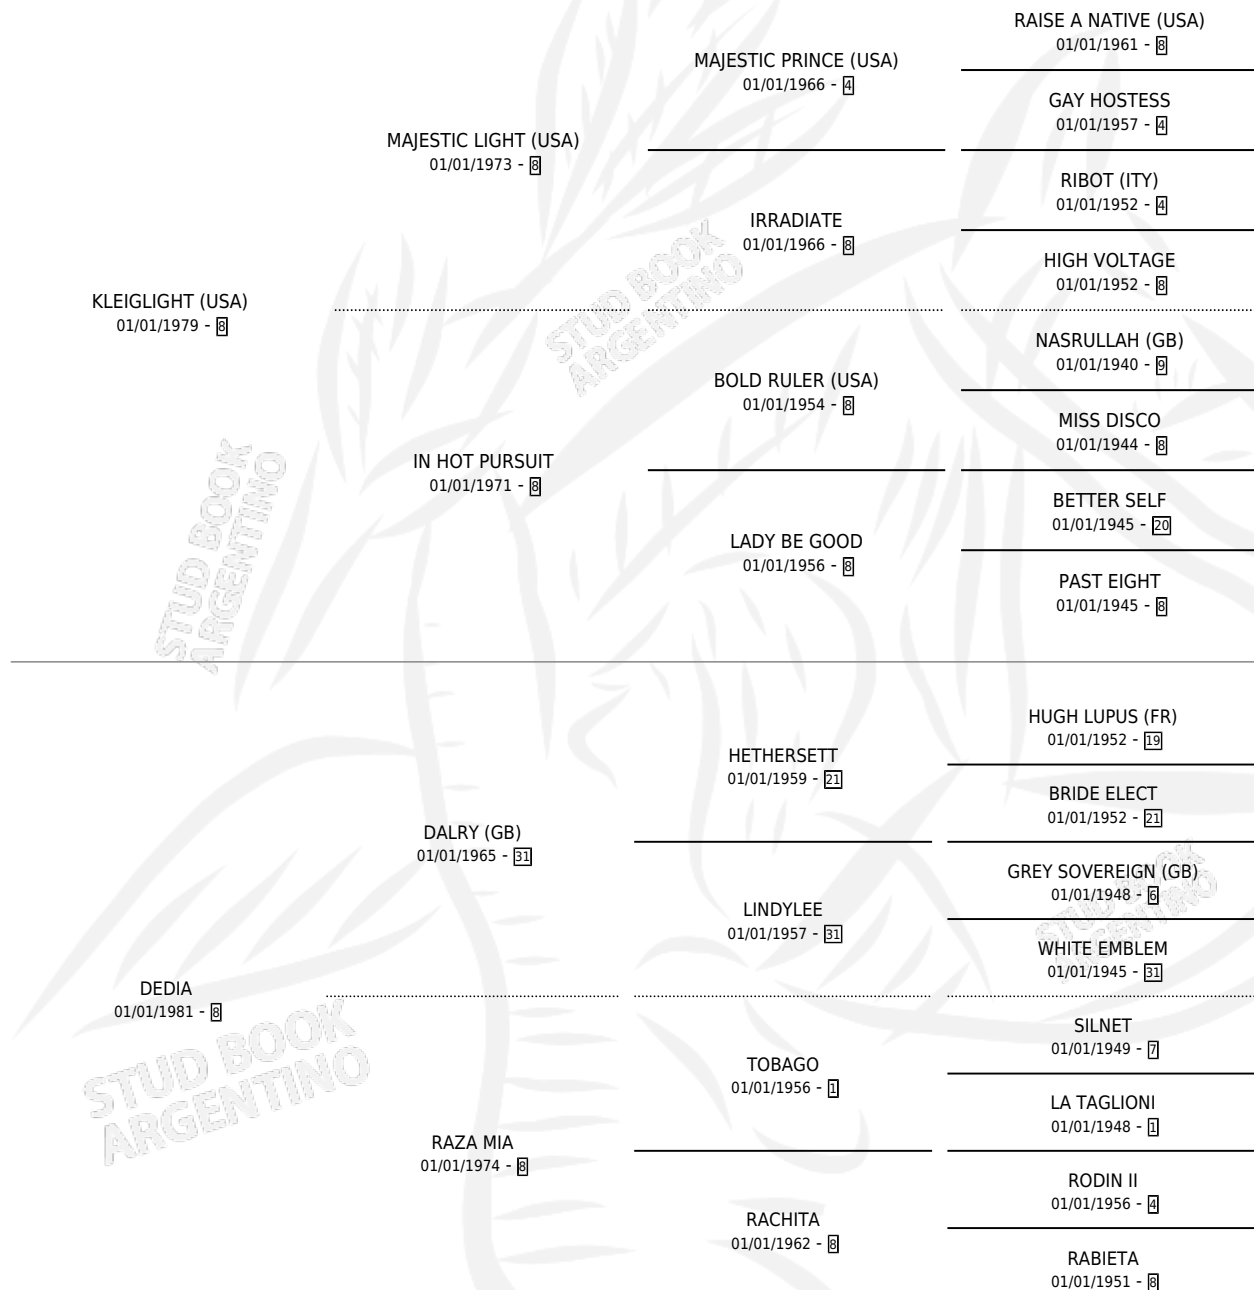 RAISE A NATIVE (USA)
01/01/1961 - 8
MAJESTIC PRINCE (USA)
01/01/1966 - 4
GAY HOSTESS
01/01/1957 - 4
MAJESTIC LIGHT (USA)
01/01/1973 - 8
RIBOT (ITY)
01/01/1952 - 4
IRRADIATE
01/01/1966 - 8
HIGH VOLTAGE
01/01/1952 - 8
KLEIGLIGHT (USA)
01/01/1979 - 8
NASRULLAH (GB)
01/01/1940 - 9
BOLD RULER (USA)
01/01/1954 - 8
MISS DISCO
01/01/1944 - 8
IN HOT PURSUIT
01/01/1971 - 8
BETTER SELF
01/01/1945 - 20
LADY BE GOOD
01/01/1956 - 8
PAST EIGHT
01/01/1945 - 8
STUD BOOK
ARGENTINO
STUD BOOK
ARGENTINO
HUGH LUPUS (FR)
01/01/1952 - 19
HETHERSETT
01/01/1959 - 21
BRIDE ELECT
01/01/1952 - 21
DALRY (GB)
01/01/1965 - 31
GREY SOVEREIGN (GB)
01/01/1948 - 6
LINDYLEE
01/01/1957 - 31
WHITE EMBLEM
01/01/1945 - 31
STUD BOOK
ARGENTINO
DEDIA
01/01/1981 - 8
SILNET
01/01/1949 - 7
TOBAGO
01/01/1956 - 1
LA TAGLIONI
01/01/1948 - 1
RAZA MIA
01/01/1974 - 8
RODIN II
01/01/1956 - 4
RACHITA
01/01/1962 - 8
RABIETA
01/01/1951 - 8
STUD BOOK
ARGENTINO